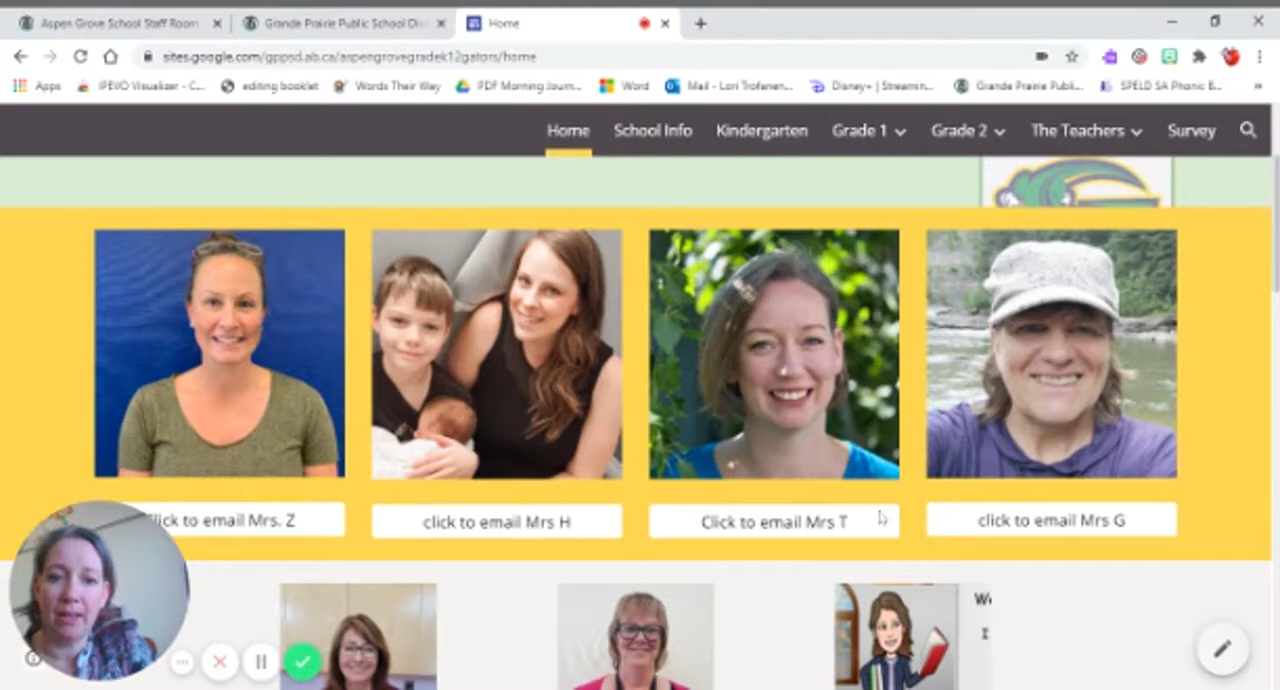 Aspen Grove School Staff Room
Grande Prairie Public School Di
Home
sites.google.com/gppsd.ab.ca/aspengrovegradek12gators/home
Apps
IPEVO Visualizer - C...
editing booklet
Words Their Way
PDF Morning Journ...
Word
Mail - Lori Trofanen...
Disney+ | Streamin...
Grande Prairie Publi...
SPELD SA Phonic B...
Home
School Info
Kindergarten
Grade 1
Grade 2
The Teachers
Survey
lick to email Mrs. Z
click to email Mrs H
Click to email Mrs T
click to email Mrs G